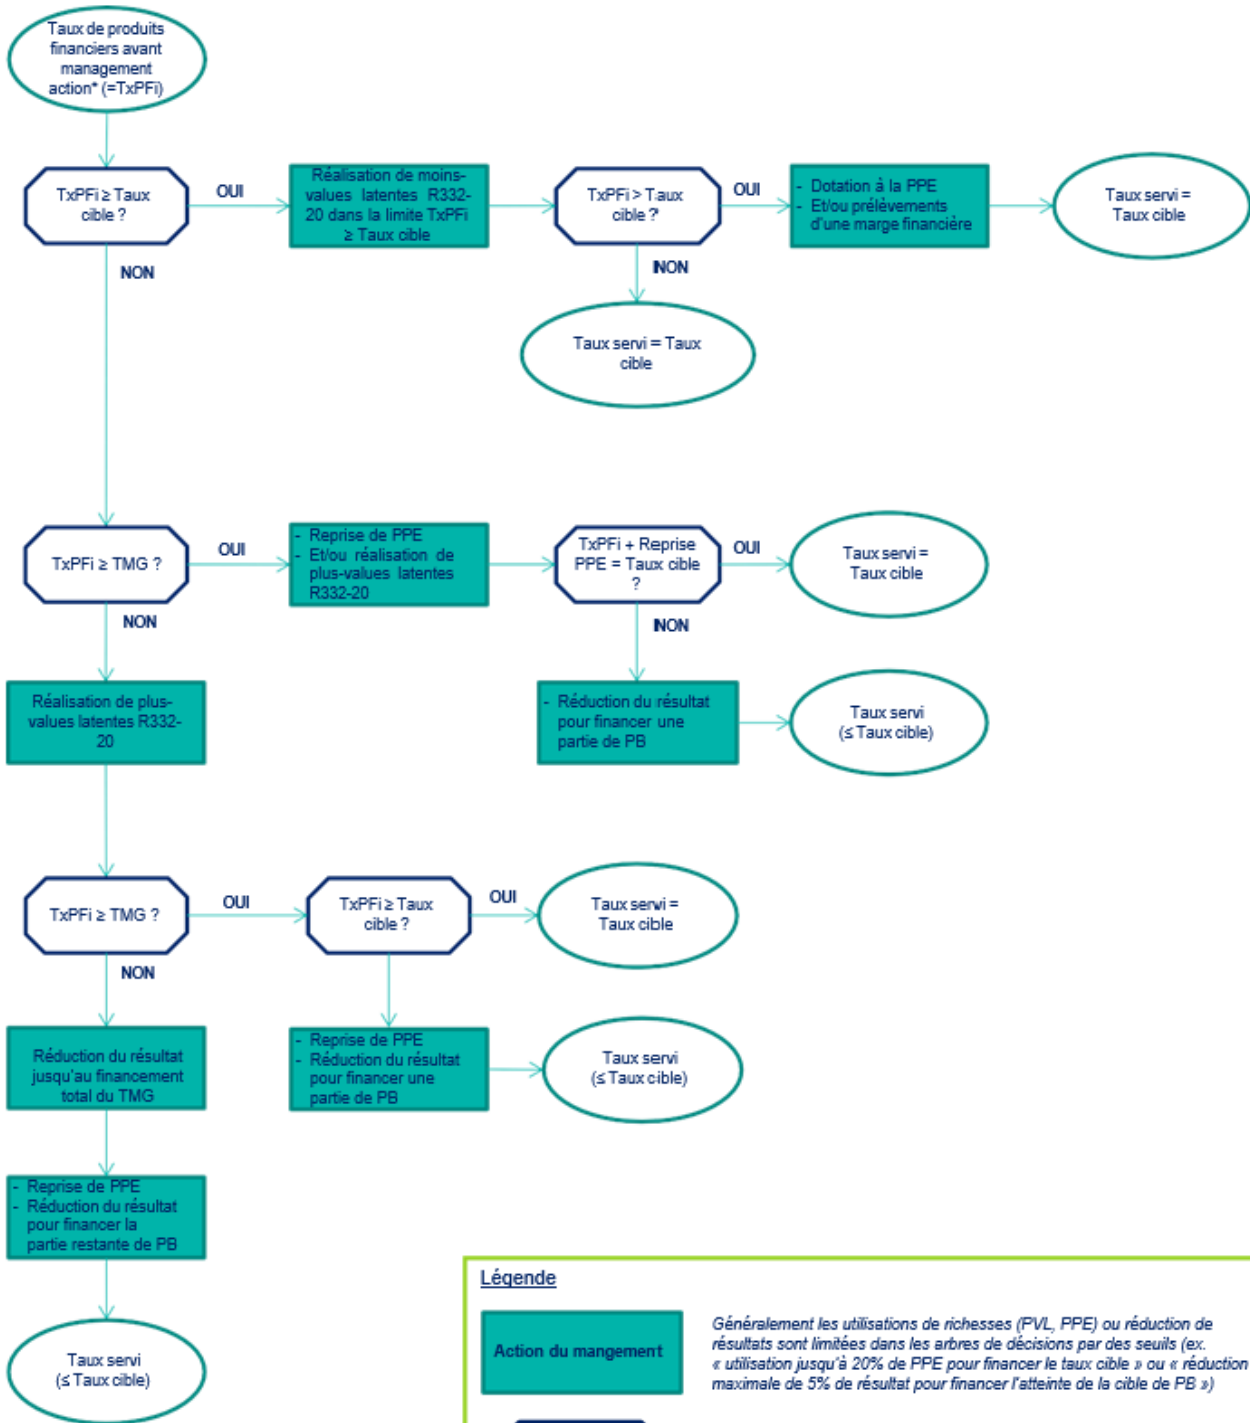 Taux de produits
financiers avant
management
action* (=TxPFi)
TxPFi ≥ Taux
cible ?
OUI
Réalisation de moins-
values latentes R332-
20 dans la limite TxPFi
≥ Taux cible
TxPFi > Taux
cible ?
OUI
- Dotation à la PPE
- Et/ou prélèvements
d'une marge financière
Taux servi =
Taux cible
NON
NON
Taux servi = Taux
cible
TxPFi ≥ TMG ?
OUI
- Reprise de PPE
- Et/ou réalisation de
plus-values latentes
R332-20
TxPFi + Reprise
PPE = Taux cible
?
OUI
Taux servi =
Taux cible
NON
NON
Réalisation de plus-
values latentes R332-
20
- Réduction du résultat
pour financer une
partie de PB
Taux servi
(≤ Taux cible)
TxPFi ≥ TMG ?
OUI
TxPFi ≥ Taux
cible ?
OUI
Taux servi =
Taux cible
NON
Réduction du résultat
jusqu'au financement
total du TMG
- Reprise de PPE
- Réduction du résultat
pour financer une
partie de PB
Taux servi
(≤ Taux cible)
- Reprise de PPE
- Réduction du résultat
pour financer la
partie restante de PB
Taux servi
(≤ Taux cible)
Légende
Action du mangement
Généralement les utilisations de richesses (PVL, PPE) ou réduction de
résultats sont limitées dans les arbres de décisions par des seuils (ex.
« utilisation jusqu'à 20% de PPE pour financer le taux cible » ou « réduction
maximale de 5% de résultat pour financer l'atteinte de la cible de PB »)